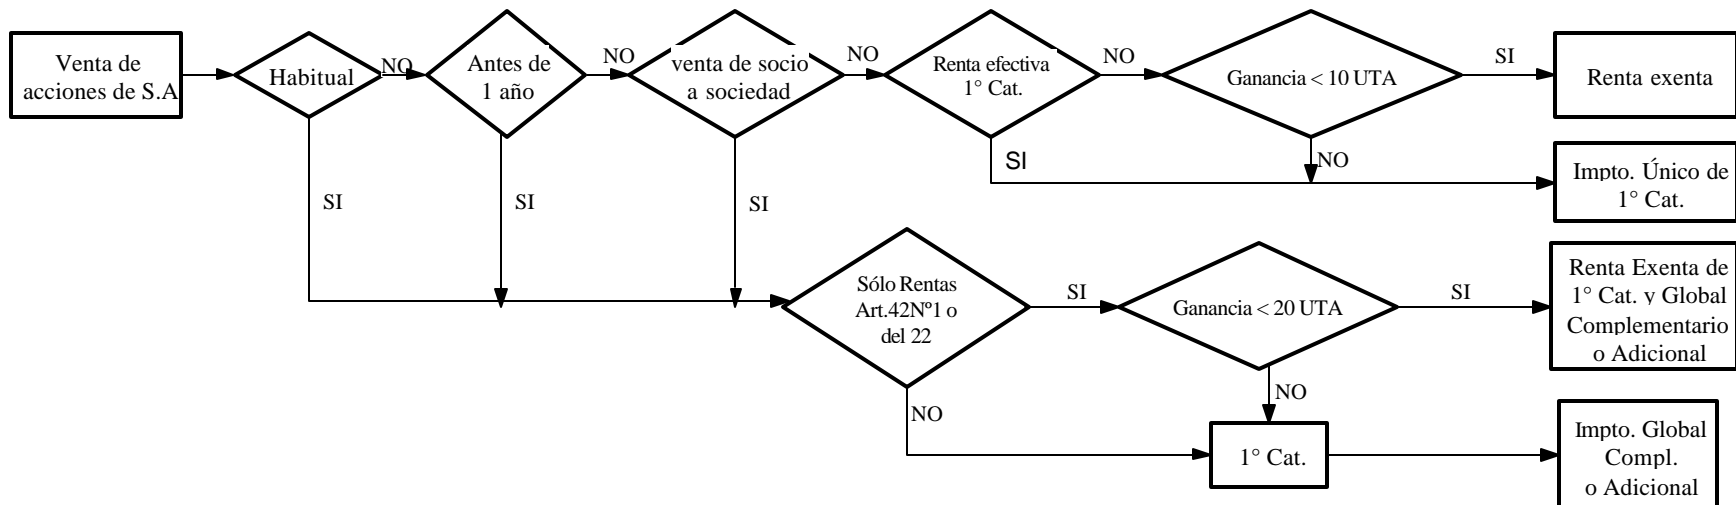 Venta de
acciones de S.A
Habitual
NO
Antes de
1 año
NO
venta de socio
a sociedad
NO
Renta efectiva
1° Cat.
NO
Ganancia < 10 UTA
SI
Renta exenta
SI
NO
Impto. Único de
1° Cat.
SI
SI
SI
Sólo Rentas
Art.42Nº1 o
del 22
SI
Ganancia < 20 UTA
SI
Renta Exenta de
1° Cat. y Global
Complementario
o Adicional
NO
NO
1° Cat.
Impto. Global
Compl.
o Adicional